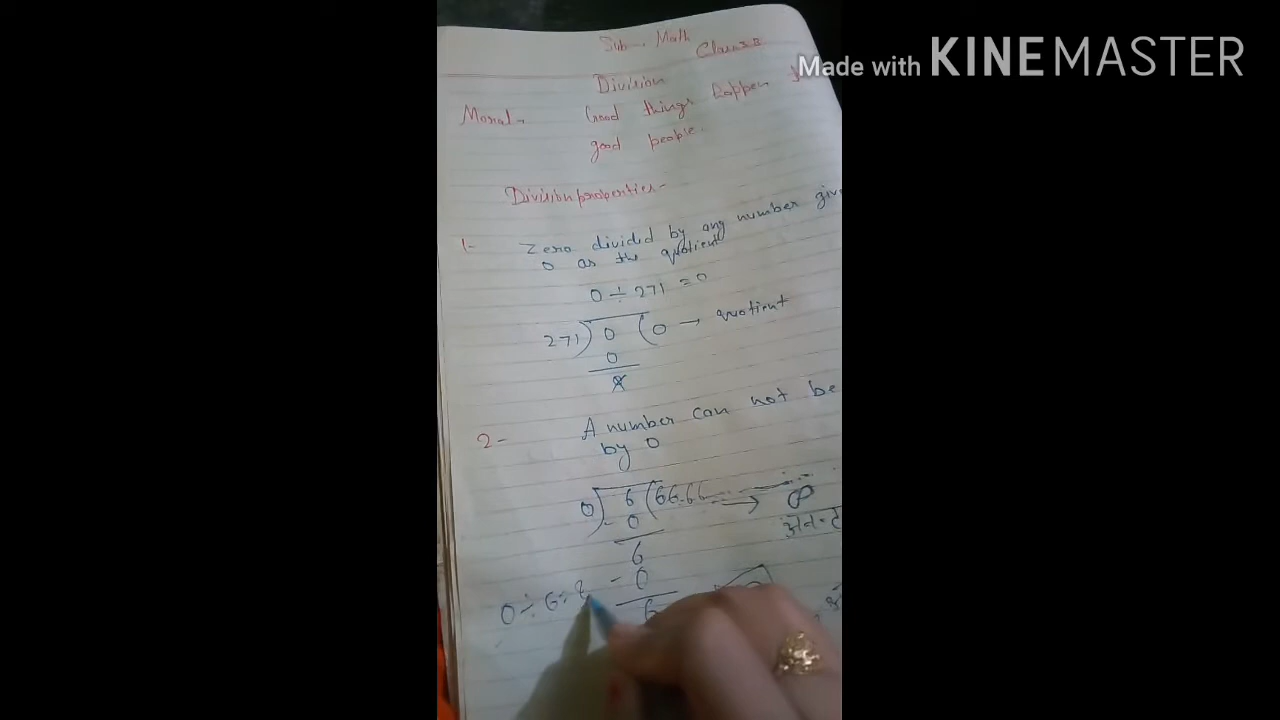 Made with KINEMASTER
Sub- Math
Division
Moral- Good things happen
good people.
Division properties-
1- Zero divided by any number give
0 as the quotient
0 ÷ 271 = 0
271) 0 (0 → quotient
0
2- A number can not be
by 0
0) 6 (66.66 → ∞
- 0
अनन्त
6
- 0
6
0 ÷ 6 =